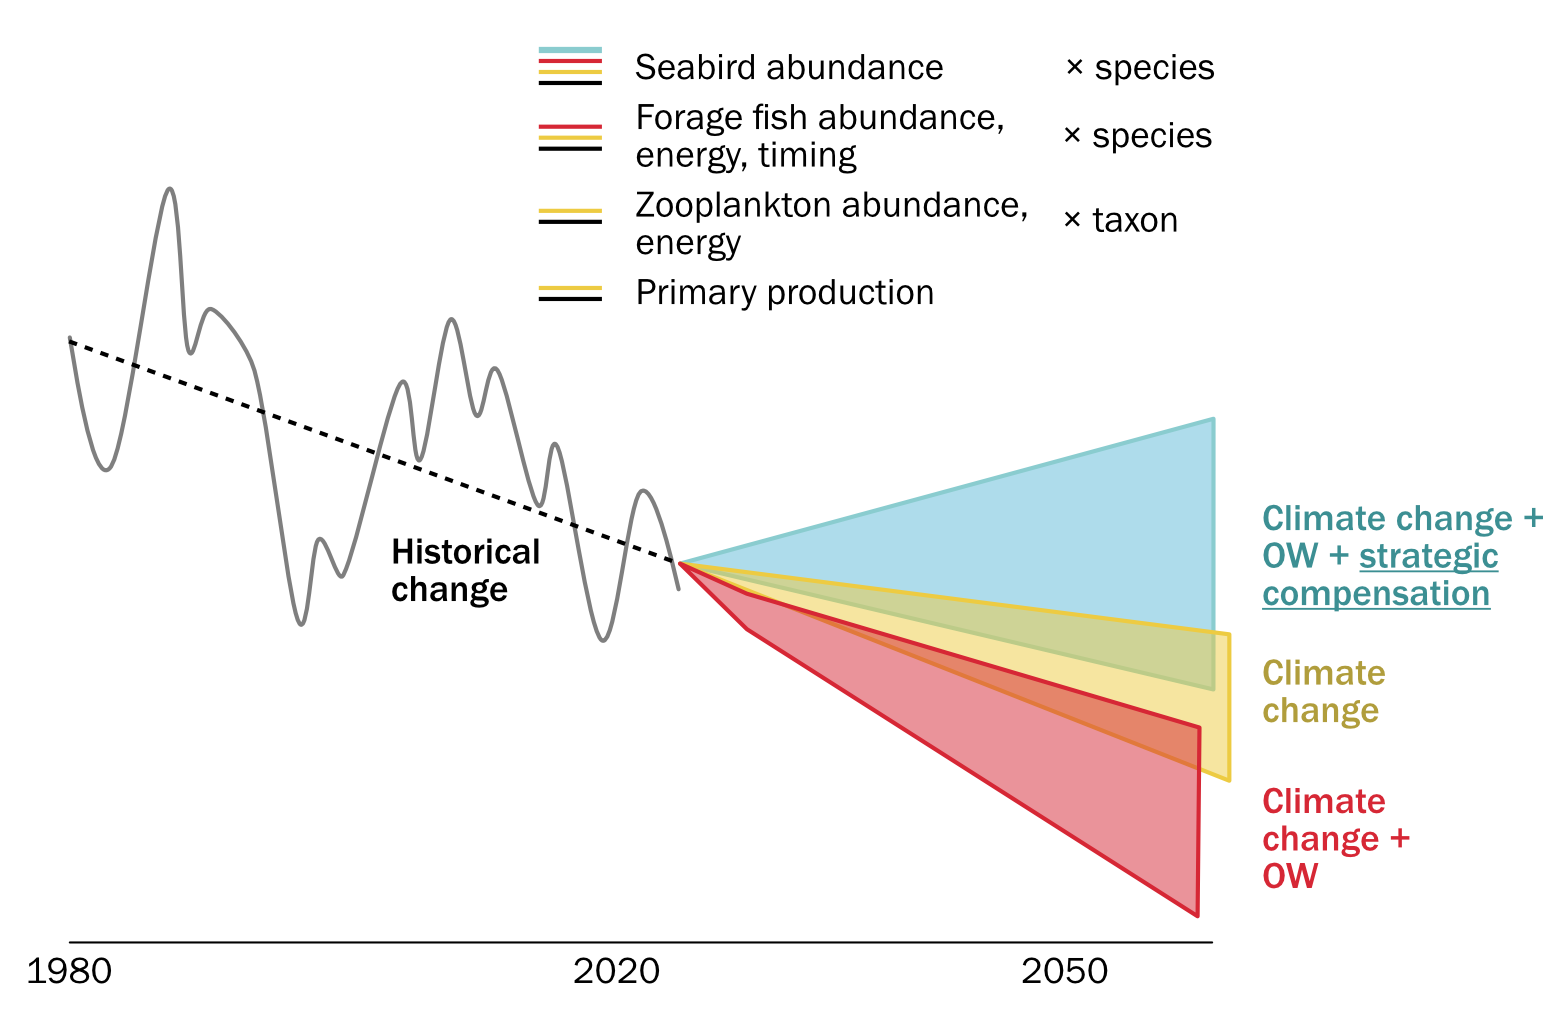 Seabird abundance × species
Forage fish abundance,
energy, timing × species
Zooplankton abundance,
energy × taxon
Primary production
Historical
change
Climate change +
OW + strategic
compensation
Climate
change
Climate
change +
OW
1980 2020 2050